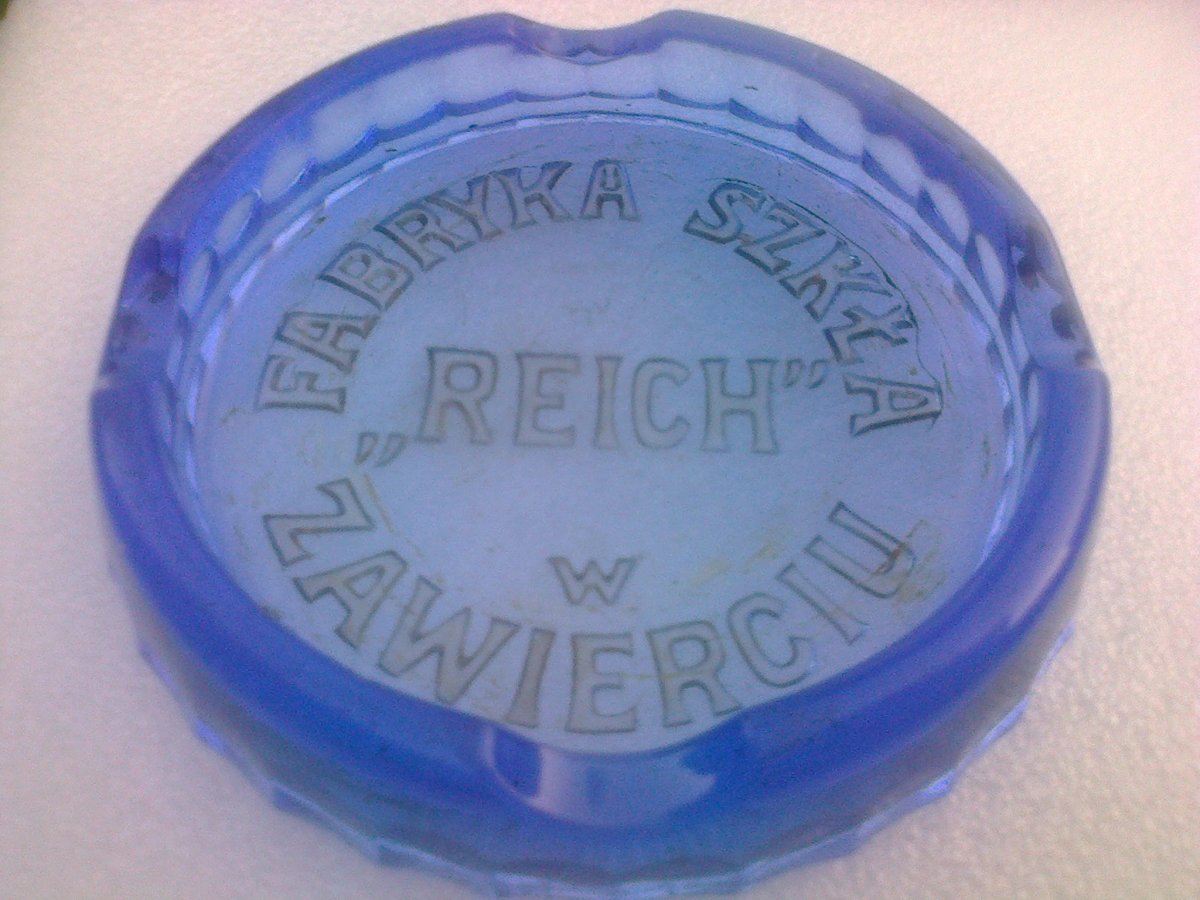 FABRYKA SZKŁA
„REICH”
W
ZAWIERCIU